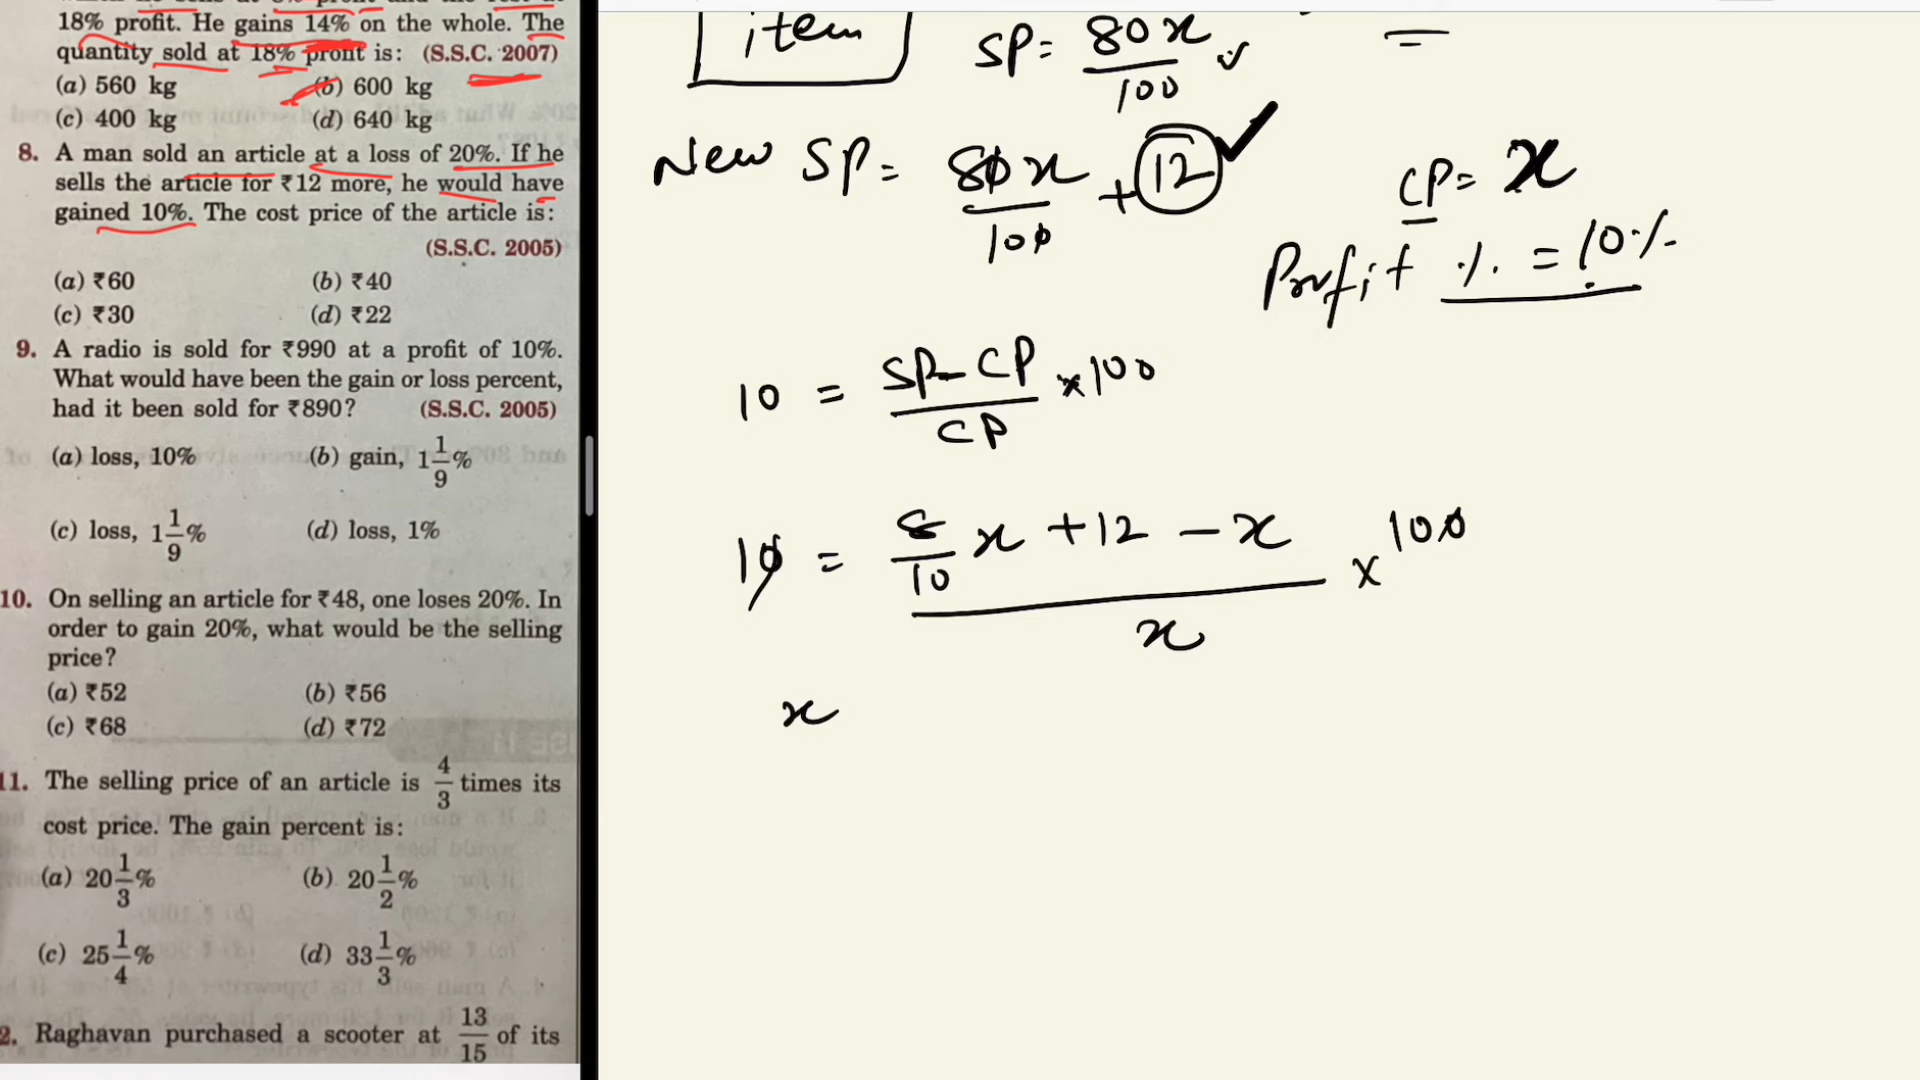 18% profit. He gains 14% on the whole. The
quantity sold at 18% profit is: (S.S.C. 2007)
(a) 560 kg (b) 600 kg
(c) 400 kg (d) 640 kg
8. A man sold an article at a loss of 20%. If he
sells the article for ₹12 more, he would have
gained 10%. The cost price of the article is:
(S.S.C. 2005)
(a) ₹60 (b) ₹40
(c) ₹30 (d) ₹22
9. A radio is sold for ₹990 at a profit of 10%.
What would have been the gain or loss percent,
had it been sold for ₹890? (S.S.C. 2005)
(a) loss, 10% (b) gain, 1 1/9 %
(c) loss, 1 1/9 % (d) loss, 1%
10. On selling an article for ₹48, one loses 20%. In
order to gain 20%, what would be the selling
price?
(a) ₹52 (b) ₹56
(c) ₹68 (d) ₹72
11. The selling price of an article is 4/3 times its
cost price. The gain percent is:
(a) 20 1/3 % (b) 20 1/2 %
(c) 25 1/4 % (d) 33 1/3 %
2. Raghavan purchased a scooter at 13/15 of its
item SP = 80x/100
New SP = 80x/100 + 12
CP = x
Profit % = 10%
10 = SP - CP/CP × 100
10 = 8/10 x + 12 - x/x × 100
x